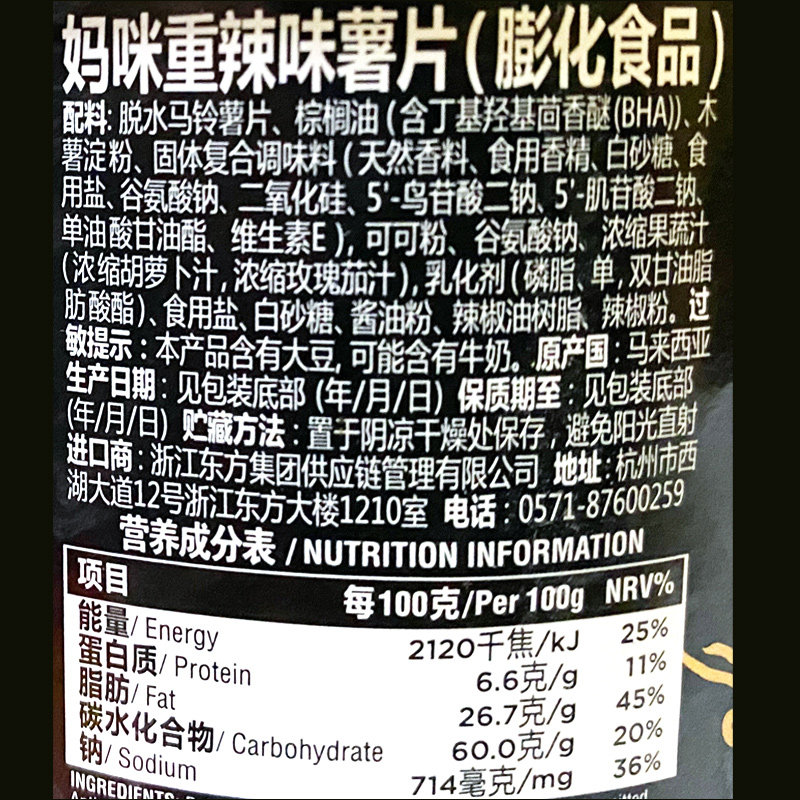 妈咪重辣味薯片(膨化食品)
配料:脱水马铃薯片、棕榈油(含丁基羟基茴香醚(BHA))、木
薯淀粉、固体复合调味料(天然香料、食用香精、白砂糖、食
用盐、谷氨酸钠、二氧化硅、5'-鸟苷酸二钠、5'-肌苷酸二钠、
单油酸甘油酯、维生素E),可可粉、谷氨酸钠、浓缩果蔬汁
(浓缩胡萝卜汁,浓缩玫瑰茄汁),乳化剂(磷脂、单,双甘油脂
肪酸酯)、食用盐、白砂糖、酱油粉、辣椒油树脂、辣椒粉。过
敏提示:本产品含有大豆,可能含有牛奶。原产国:马来西亚
生产日期:见包装底部(年/月/日) 保质期至:见包装底部
(年/月/日) 贮藏方法:置于阴凉干燥处保存,避免阳光直射
进口商:浙江东方集团供应链管理有限公司 地址:杭州市西
湖大道12号浙江东方大楼1210室 电话:0571-87600259
营养成分表/NUTRITION INFORMATION
项目 每100克/Per 100g NRV%
能量/Energy 2120千焦/kJ 25%
蛋白质/Protein 6.6克/g 11%
脂肪/Fat 26.7克/g 45%
碳水化合物/Carbohydrate 60.0克/g 20%
钠/Sodium 714毫克/mg 36%
INGREDIENTS: